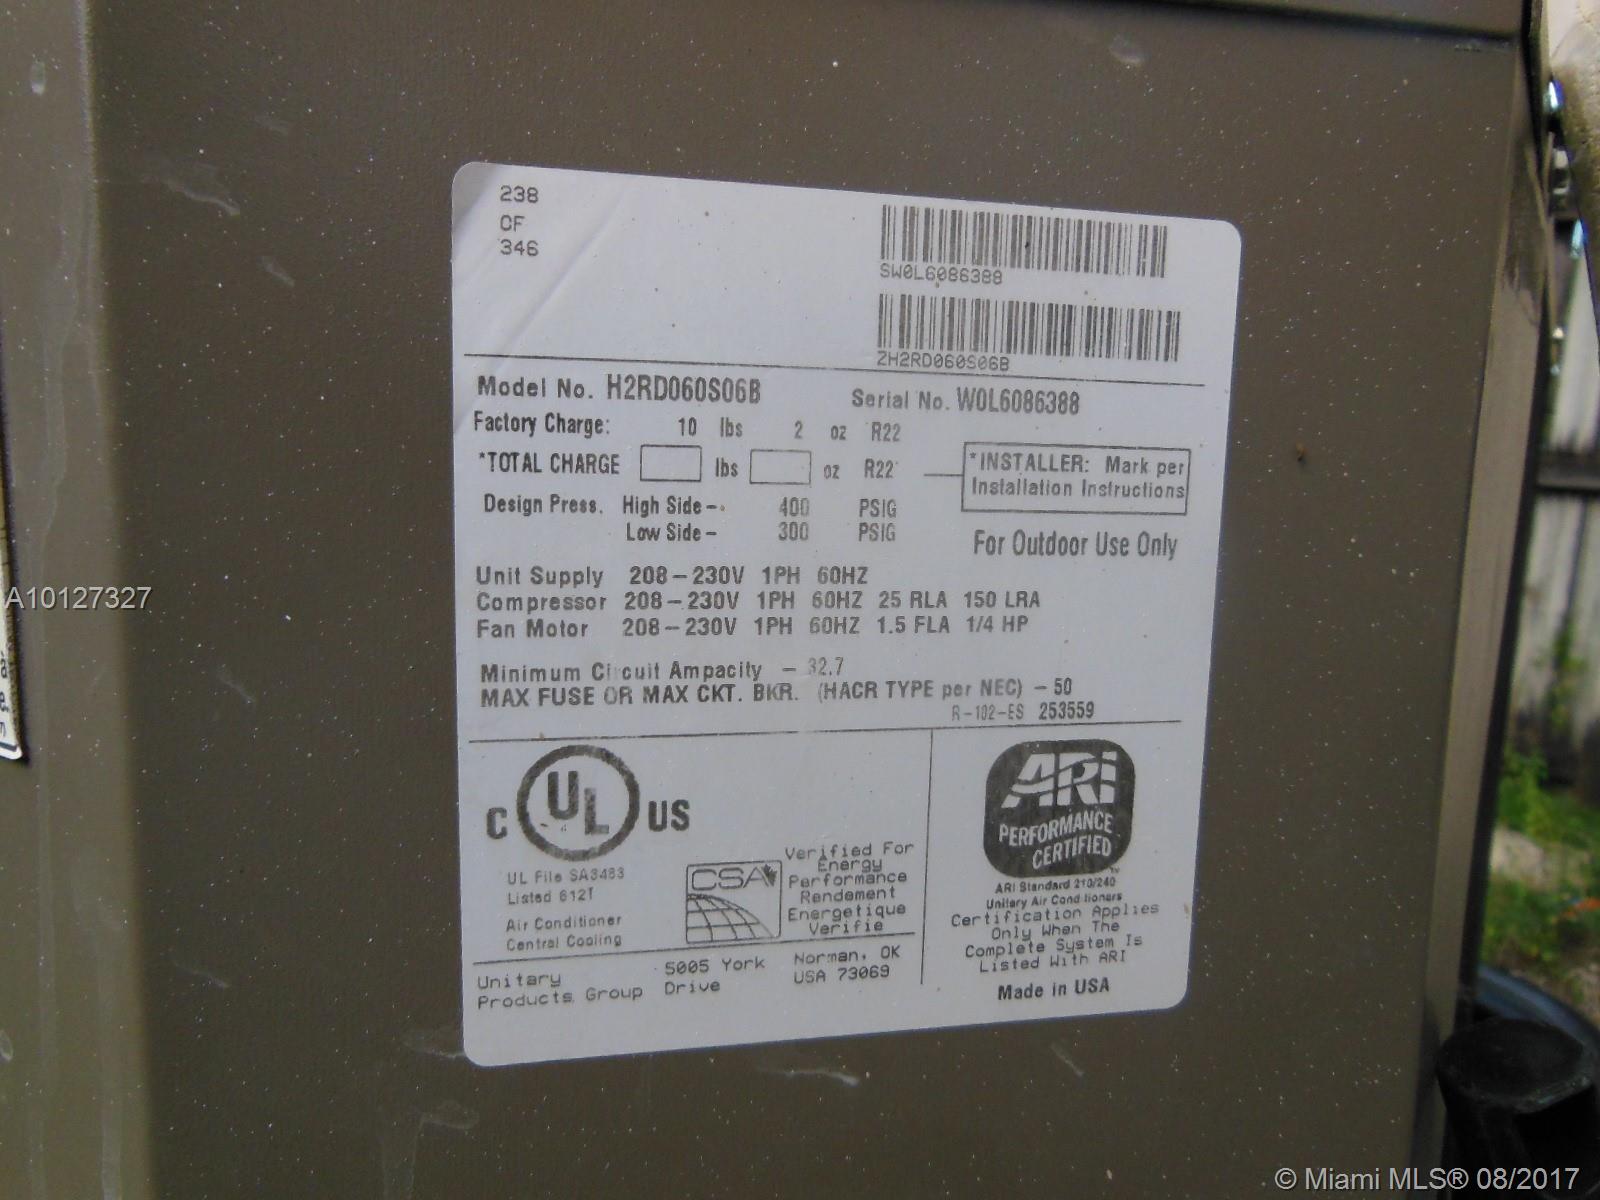 238
CF
346
SW0L6086388
ZH2RD060S06B
Model No. H2RD060S06B Serial No. W0L6086388
Factory Charge: 10 lbs 2 oz R22
*TOTAL CHARGE lbs oz R22
*INSTALLER: Mark per
Installation Instructions
Design Press. High Side - 400 PSIG
Low Side - 300 PSIG
For Outdoor Use Only
Unit Supply 208-230V 1PH 60HZ
Compressor 208-230V 1PH 60HZ 25 RLA 150 LRA
Fan Motor 208-230V 1PH 60HZ 1.5 FLA 1/4 HP
Minimum Circuit Ampacity - 32.7
MAX FUSE OR MAX CKT. BKR. (HACR TYPE per NEC) - 50
R-102-ES 253559
C UL US
UL File SA3483
Listed 612T
Air Conditioner
Central Cooling
CSA
Verified For
Energy
Performance
Rendement
Energetique
Verifie
ARI
PERFORMANCE
CERTIFIED
TM
ARI Standard 210/240
Unitary Air Conditioners
Certification Applies
Only When The
Complete System Is
Listed With ARI
Made in USA
Unitary
Products Group
5005 York
Drive
Norman, OK
USA 73069
A10127327
© Miami MLS® 08/2017